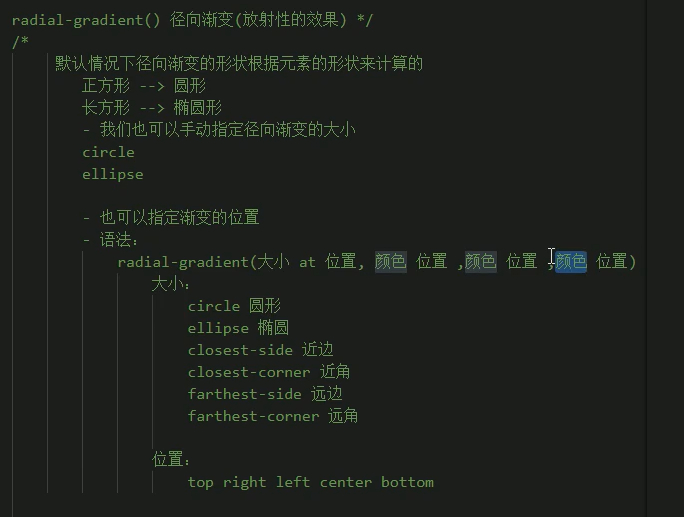 radial-gradient() 径向渐变(放射性的效果) */
/*
默认情况下径向渐变的形状根据元素的形状来计算的
正方形 --> 圆形
长方形 --> 椭圆形
- 我们也可以手动指定径向渐变的大小
circle
ellipse
- 也可以指定渐变的位置
- 语法：
radial-gradient(大小 at 位置, 颜色 位置 ,颜色 位置 ,颜色 位置)
大小：
circle 圆形
ellipse 椭圆
closest-side 近边
closest-corner 近角
farthest-side 远边
farthest-corner 远角
位置：
top right left center bottom